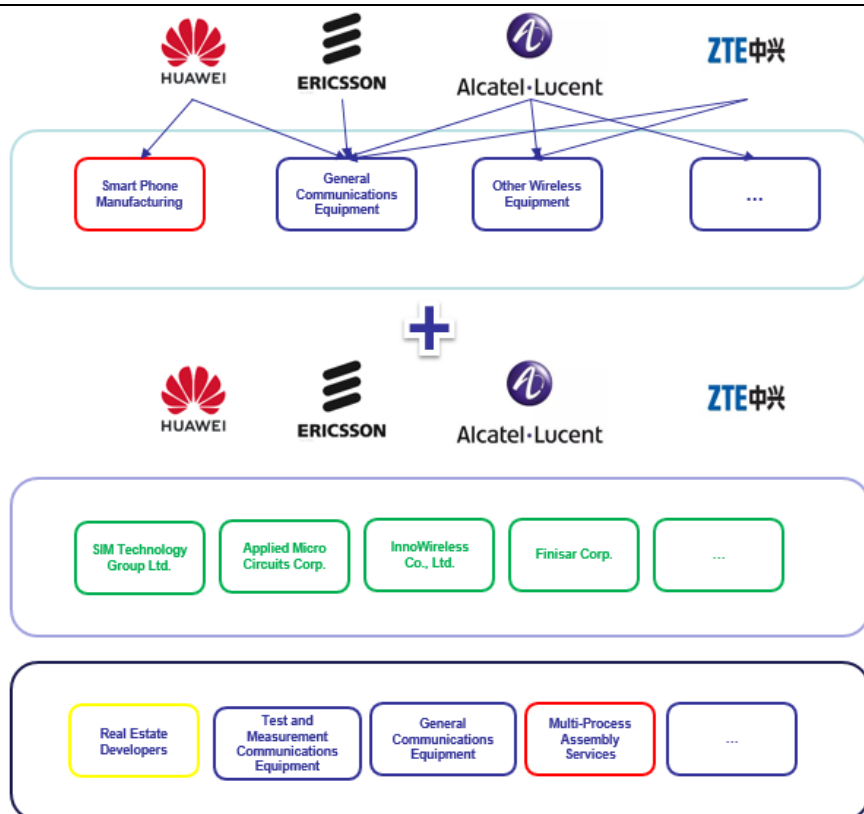 HUAWEI
ERICSSON
Alcatel·Lucent
ZTE中兴
Smart Phone
Manufacturing
General
Communications
Equipment
Other Wireless
Equipment
...
HUAWEI
ERICSSON
Alcatel·Lucent
ZTE中兴
SIM Technology
Group Ltd.
Applied Micro
Circuits Corp.
InnoWireless
Co., Ltd.
Finisar Corp.
...
Real Estate
Developers
Test and
Measurement
Communications
Equipment
General
Communications
Equipment
Multi-Process
Assembly
Services
...